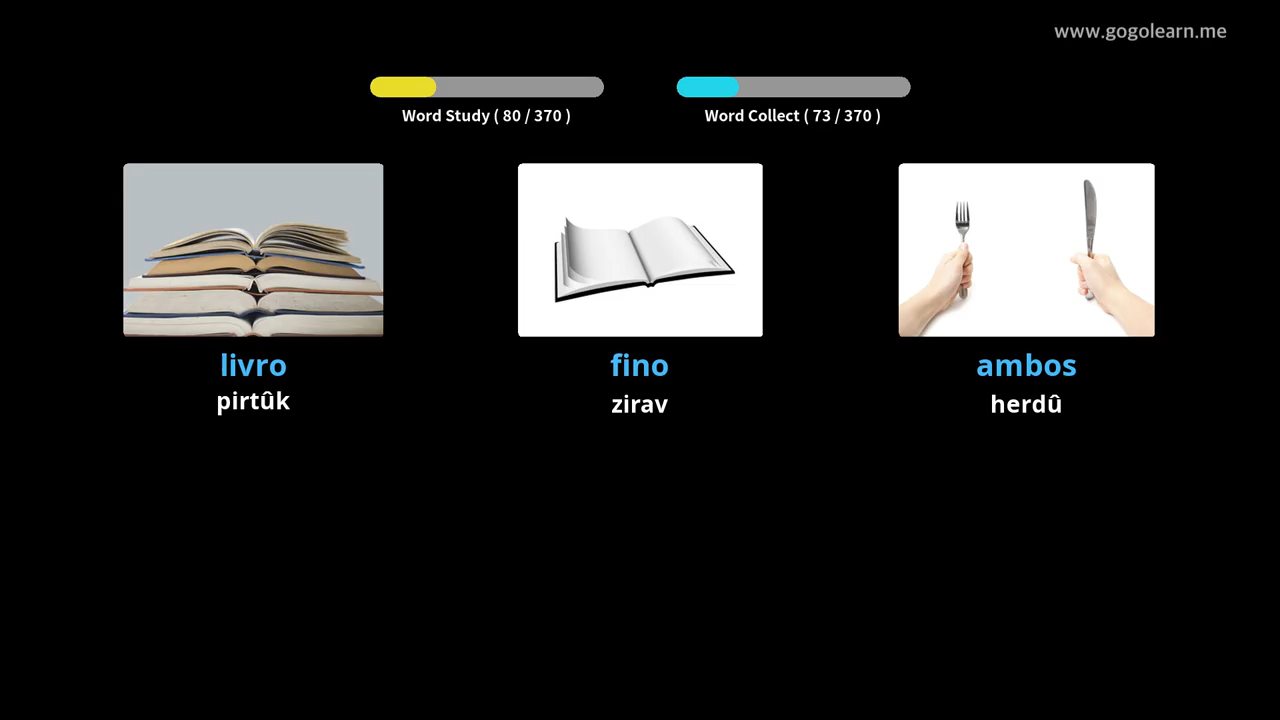 www.gogolearn.me
Word Study ( 80 / 370 )
Word Collect ( 73 / 370 )
livro
pirtûk
fino
zirav
ambos
herdû